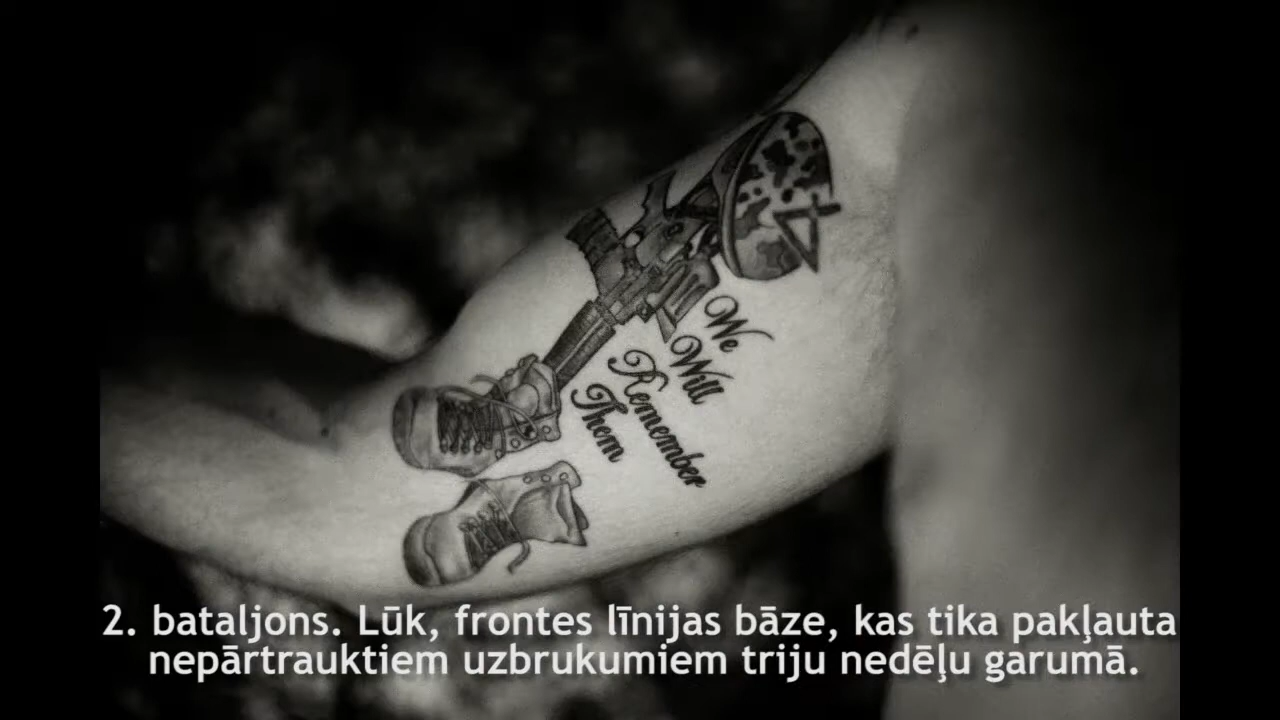 We
Will
Remember
Them
2. bataljons. Lūk, frontes līnijas bāze, kas tika pakļauta
nepārtrauktiem uzbrukumiem triju nedēļu garumā.